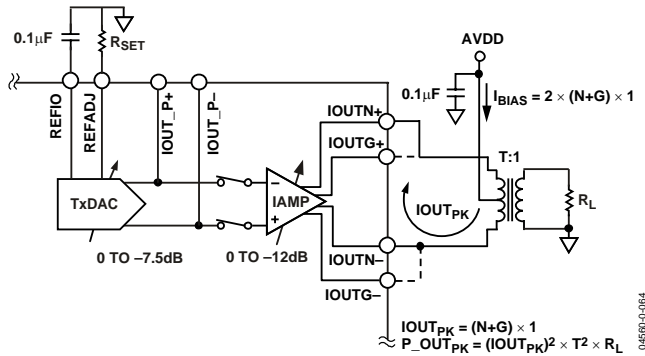 0.1μF
RSET
REFIO
REFADJ
IOUT_P+
IOUT_P–
AVDD
0.1μF
IBIAS = 2 × (N+G) × 1
IOUTN+
IOUTG+
T:1
TxDAC
–
IAMP
+
IOUTPK
RL
0 TO –7.5dB
0 TO –12dB
IOUTN–
IOUTG–
IOUTPK = (N+G) × 1
P_OUTPK = (IOUTPK)² × T² × RL
04560-0-064